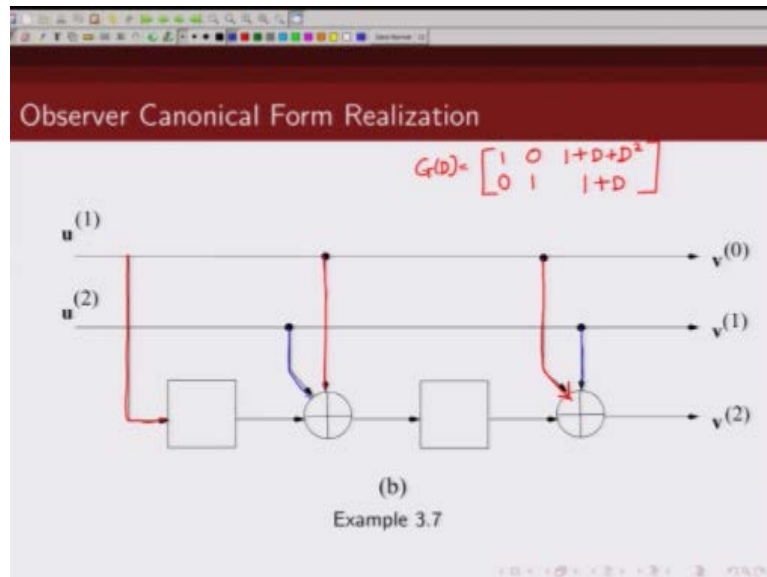 Observer Canonical Form Realization
G(D)= [1 0 1+D+D²
0 1 1+D]
u(1)
v(0)
u(2)
v(1)
v(2)
(b)
Example 3.7